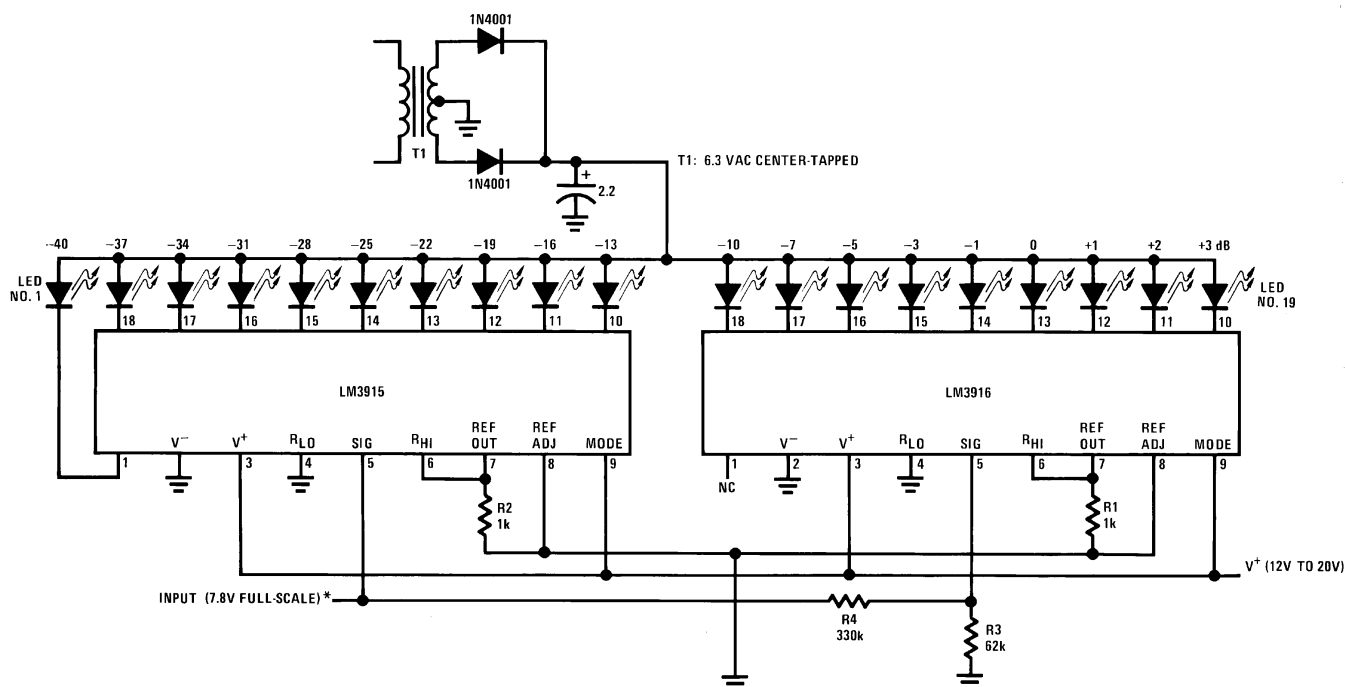 1N4001
T1
1N4001
T1: 6.3 VAC CENTER-TAPPED
+
2.2
−40 −37 −34 −31 −28 −25 −22 −19 −16 −13 −10 −7 −5 −3 −1 0 +1 +2 +3 dB
LED
NO. 1
LED
NO. 19
18 17 16 15 14 13 12 11 10
18 17 16 15 14 13 12 11 10
LM3915
LM3916
V− V+ RLO SIG RHI REF OUT REF ADJ MODE
V− V+ RLO SIG RHI REF OUT REF ADJ MODE
1 3 4 5 6 7 8 9
1 2 3 4 5 6 7 8 9
NC
R2
1k
R1
1k
V+ (12V TO 20V)
INPUT (7.8V FULL-SCALE)*
R4
330k
R3
62k